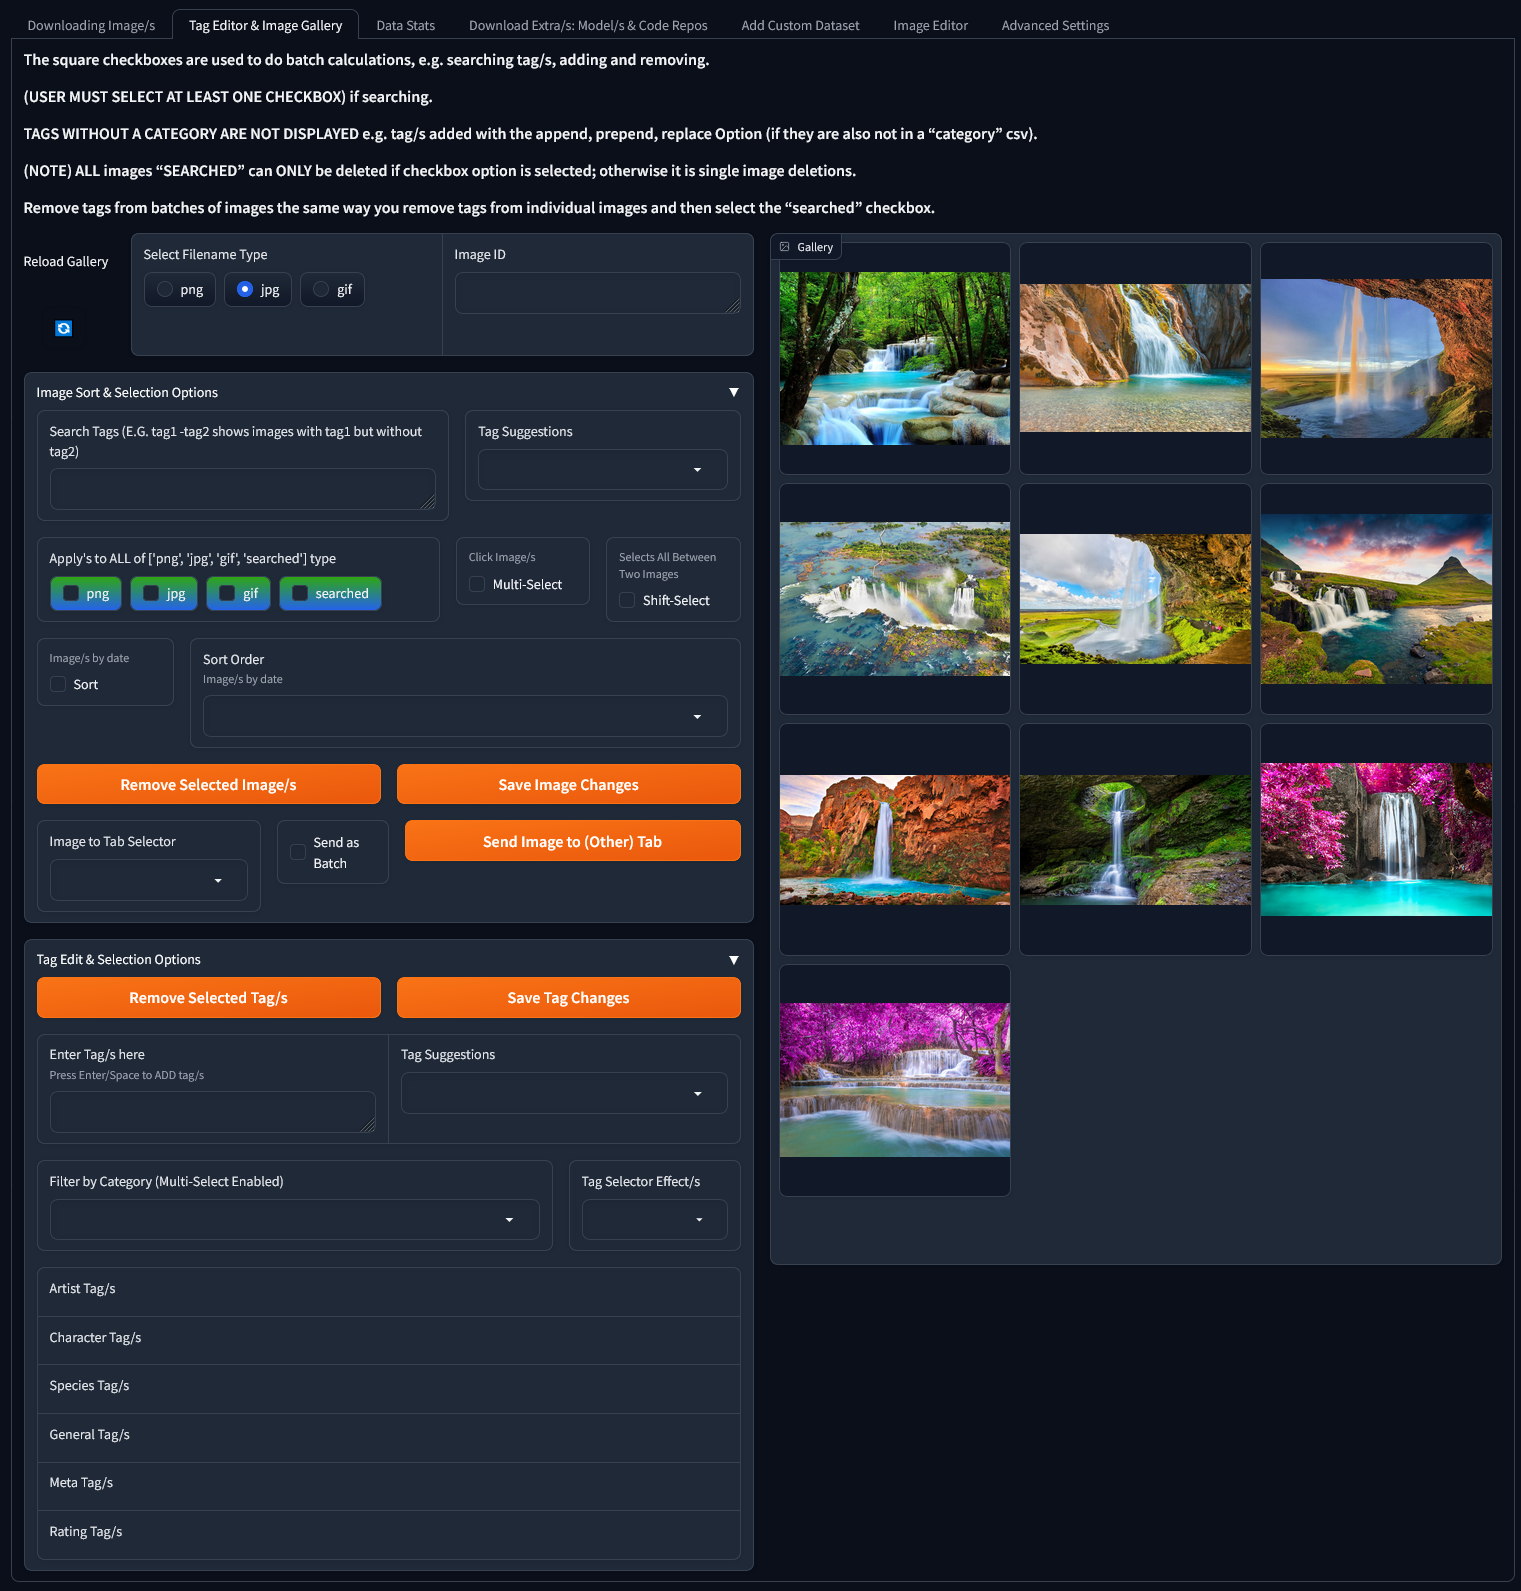 Downloading Image/s
Tag Editor & Image Gallery
Data Stats
Download Extra/s: Model/s & Code Repos
Add Custom Dataset
Image Editor
Advanced Settings
The square checkboxes are used to do batch calculations, e.g. searching tag/s, adding and removing.
(USER MUST SELECT AT LEAST ONE CHECKBOX) if searching.
TAGS WITHOUT A CATEGORY ARE NOT DISPLAYED e.g. tag/s added with the append, prepend, replace Option (if they are also not in a “category” csv).
(NOTE) ALL images “SEARCHED” can ONLY be deleted if checkbox option is selected; otherwise it is single image deletions.
Remove tags from batches of images the same way you remove tags from individual images and then select the “searched” checkbox.
Reload Gallery
Select Filename Type
png
jpg
gif
Image ID
Image Sort & Selection Options
Search Tags (E.G. tag1 -tag2 shows images with tag1 but without
tag2)
Tag Suggestions
Apply's to ALL of ['png', 'jpg', 'gif', 'searched'] type
png
jpg
gif
searched
Click Image/s
Multi-Select
Selects All Between
Two Images
Shift-Select
Image/s by date
Sort
Sort Order
Image/s by date
Remove Selected Image/s
Save Image Changes
Image to Tab Selector
Send as
Batch
Send Image to (Other) Tab
Tag Edit & Selection Options
Remove Selected Tag/s
Save Tag Changes
Enter Tag/s here
Press Enter/Space to ADD tag/s
Tag Suggestions
Filter by Category (Multi-Select Enabled)
Tag Selector Effect/s
Artist Tag/s
Character Tag/s
Species Tag/s
General Tag/s
Meta Tag/s
Rating Tag/s
Gallery